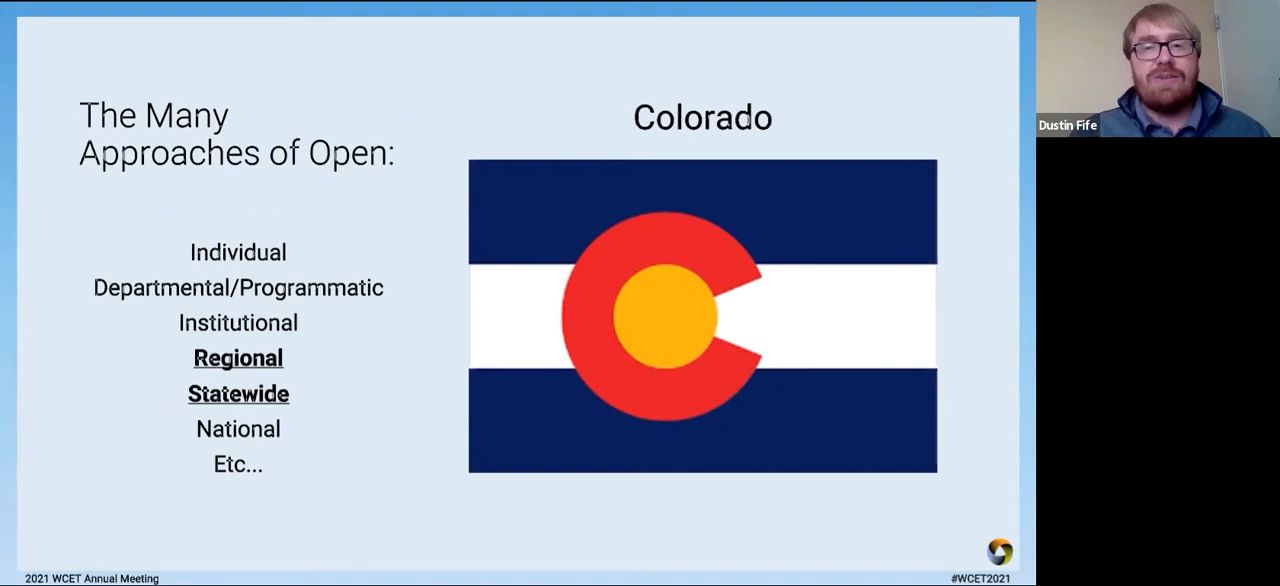 The Many
Approaches of Open:
Individual
Departmental/Programmatic
Institutional
Regional
Statewide
National
Etc...
Colorado
2021 WCET Annual Meeting
#WCET2021
Dustin Fife